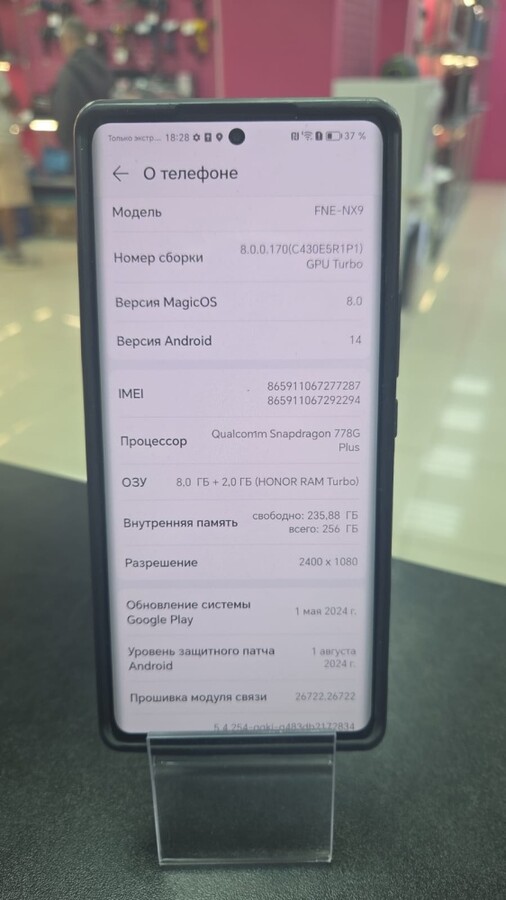 Только экстр... 18:28 37 %
← О телефоне
Модель FNE-NX9
Номер сборки 8.0.0.170(C430E5R1P1)
GPU Turbo
Версия MagicOS 8.0
Версия Android 14
IMEI 865911067277287
865911067292294
Процессор Qualcomm Snapdragon 778G
Plus
ОЗУ 8,0 ГБ + 2,0 ГБ (HONOR RAM Turbo)
Внутренняя память свободно: 235,88 ГБ
всего: 256 ГБ
Разрешение 2400 x 1080
Обновление системы
Google Play 1 мая 2024 г.
Уровень защитного патча
Android 1 августа
2024 г.
Прошивка модуля связи 26722,26722